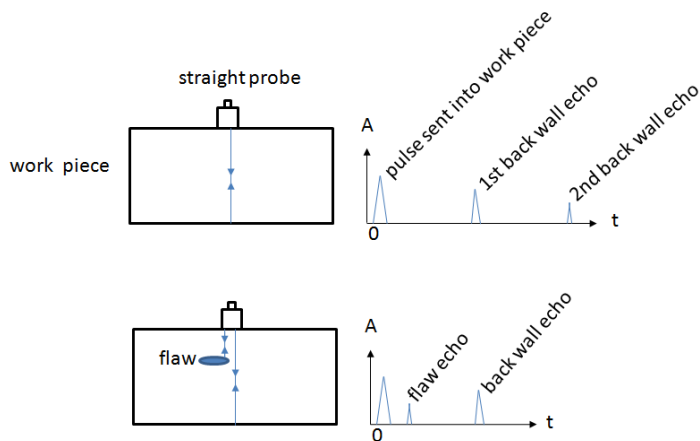 straight probe
work piece
A
pulse sent into work piece
1st back wall echo
2nd back wall echo
0
t
flaw
A
flaw echo
back wall echo
0
t